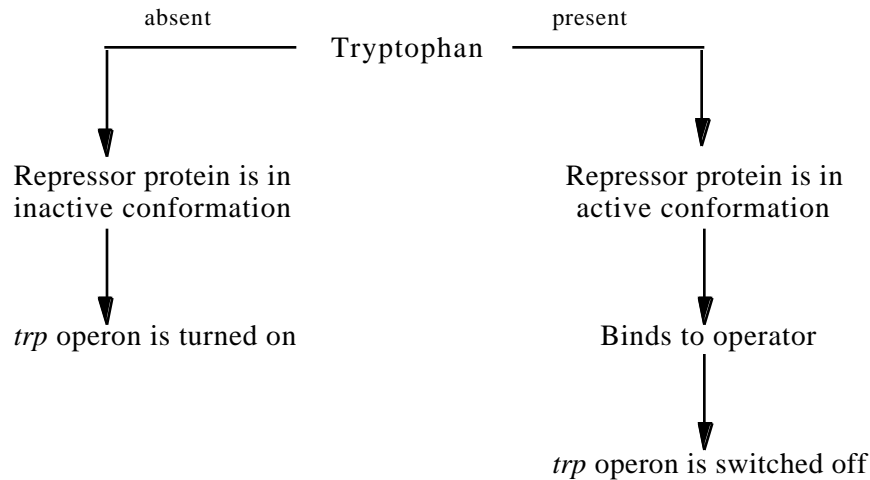 absent
present
Tryptophan
Repressor protein is in
inactive conformation
trp operon is turned on
Repressor protein is in
active conformation
Binds to operator
trp operon is switched off